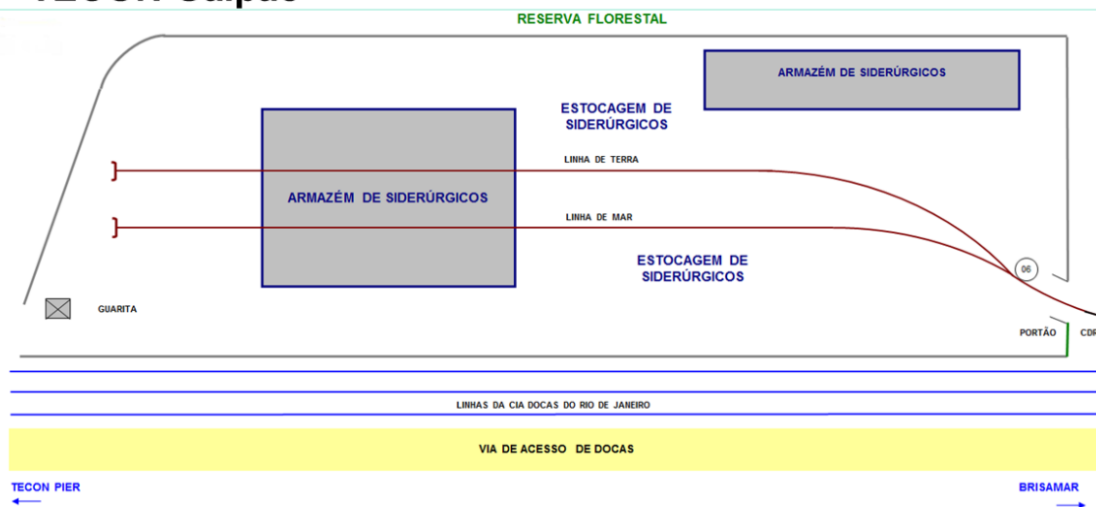 RESERVA FLORESTAL
ARMAZÉM DE SIDERÚRGICOS
ESTOCAGEM DE
SIDERÚRGICOS
LINHA DE TERRA
ARMAZÉM DE SIDERÚRGICOS
LINHA DE MAR
ESTOCAGEM DE
SIDERÚRGICOS
06
GUARITA
PORTÃO
LINHAS DA CIA DOCAS DO RIO DE JANEIRO
VIA DE ACESSO DE DOCAS
TECON PIER
BRISAMAR